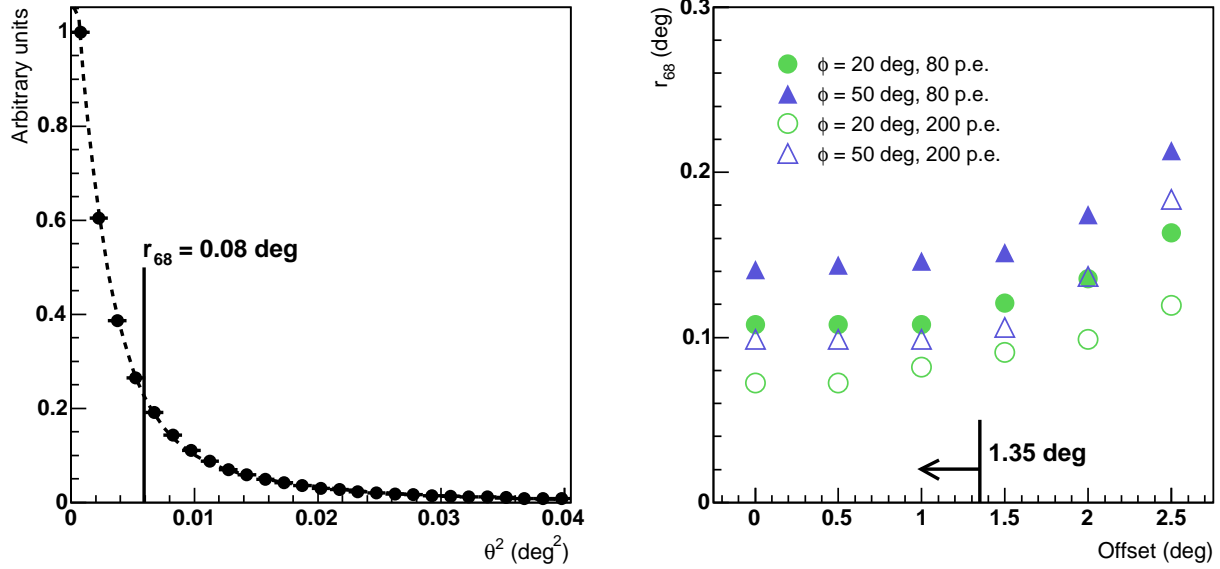 Arbitrary units
1
0.8
0.6
0.4
0.2
0
r68 = 0.08 deg
0 0.01 0.02 0.03 0.04
θ² (deg²)
r68 (deg)
0.3
0.2
0.1
0
ϕ = 20 deg, 80 p.e.
ϕ = 50 deg, 80 p.e.
ϕ = 20 deg, 200 p.e.
ϕ = 50 deg, 200 p.e.
1.35 deg
0 0.5 1 1.5 2 2.5
Offset (deg)